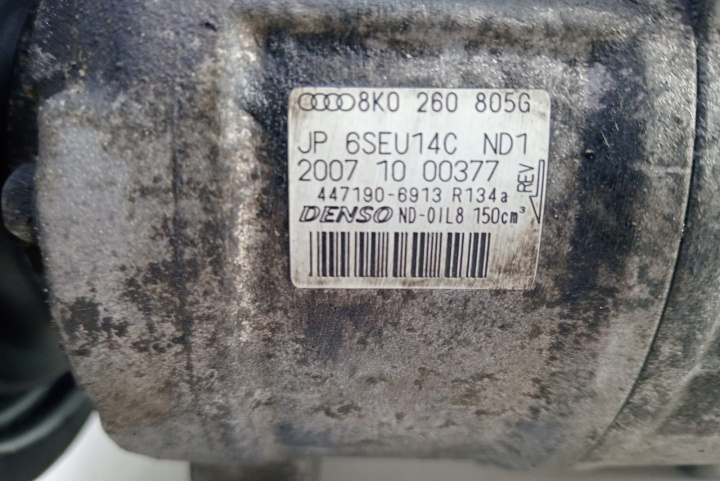 8K0 260 805G
JP 6SEU14C ND1
2007 10 00377
REV
447190-6913 R134a
DENSO ND-OIL8 150cm³